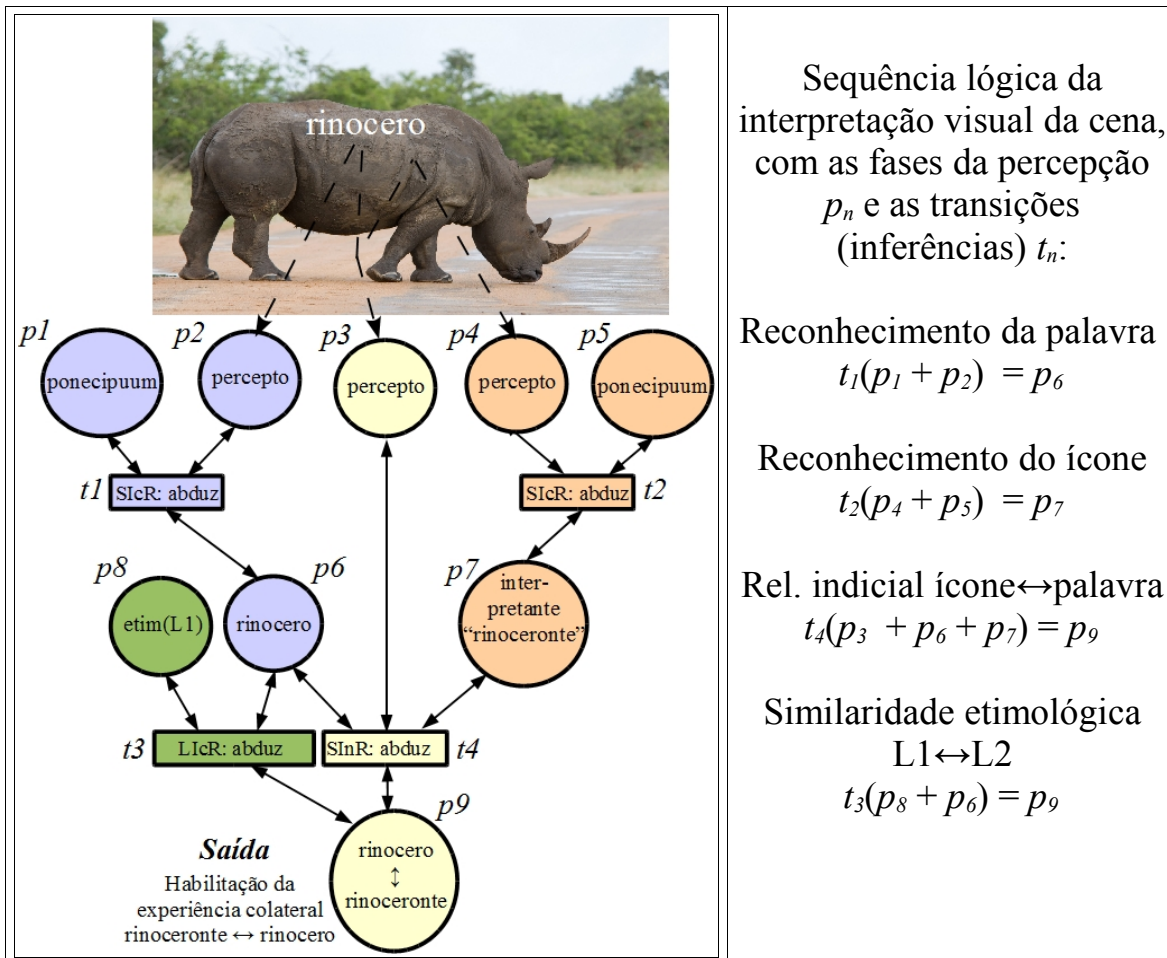 rinocero
p1
p2
p3
p4
p5
ponecipuum
percepto
percepto
percepto
ponecipuum
t1
SIcR: abduz
SIcR: abduz
t2
p8
p6
p7
etim(L1)
rinocero
inter-
pretante
“rinoceronte”
t3
LIcR: abduz
SInR: abduz
t4
p9
rinocero
↕
rinoceronte
Saída
Habilitação da
experiência colateral
rinoceronte ↔ rinocero
Sequência lógica da
interpretação visual da cena,
com as fases da percepção
pₙ e as transições
(inferências) tₙ:
Reconhecimento da palavra
t₁(p₁ + p₂) = p₆
Reconhecimento do ícone
t₂(p₄ + p₅) = p₇
Rel. indicial ícone↔palavra
t₄(p₃ + p₆ + p₇) = p₉
Similaridade etimológica
L1↔L2
t₃(p₈ + p₆) = p₉